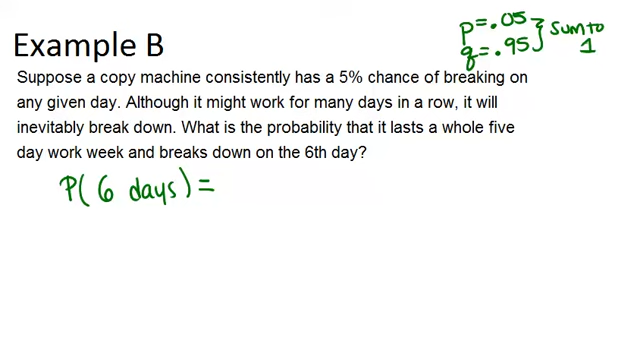 p=.05
q=.95 } sum to 1
Example B
Suppose a copy machine consistently has a 5% chance of breaking on
any given day. Although it might work for many days in a row, it will
inevitably break down. What is the probability that it lasts a whole five
day work week and breaks down on the 6th day?
P( 6 days) =